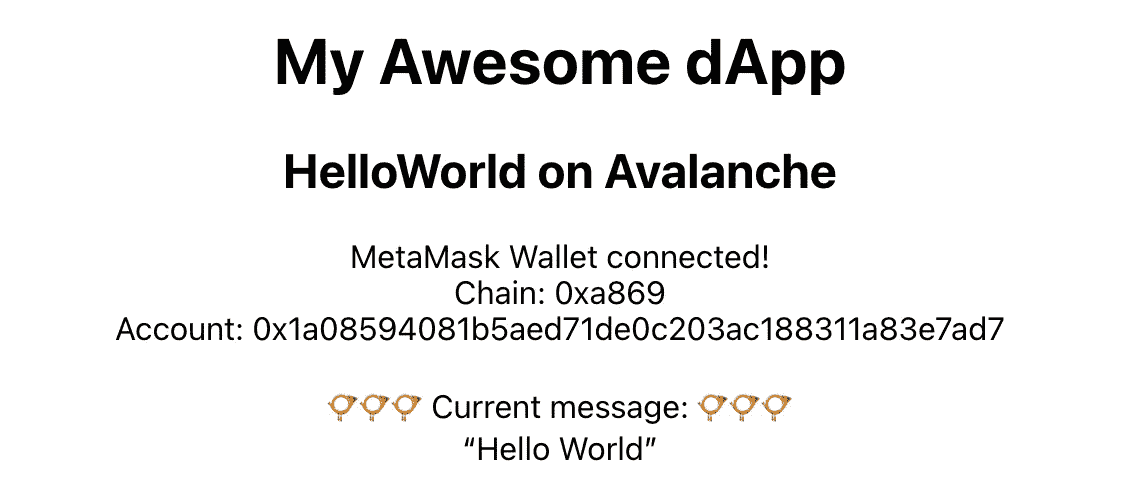 My Awesome dApp
HelloWorld on Avalanche
MetaMask Wallet connected!
Chain: 0xa869
Account: 0x1a08594081b5aed71de0c203ac188311a83e7ad7
📯📯📯 Current message: 📯📯📯
“Hello World”